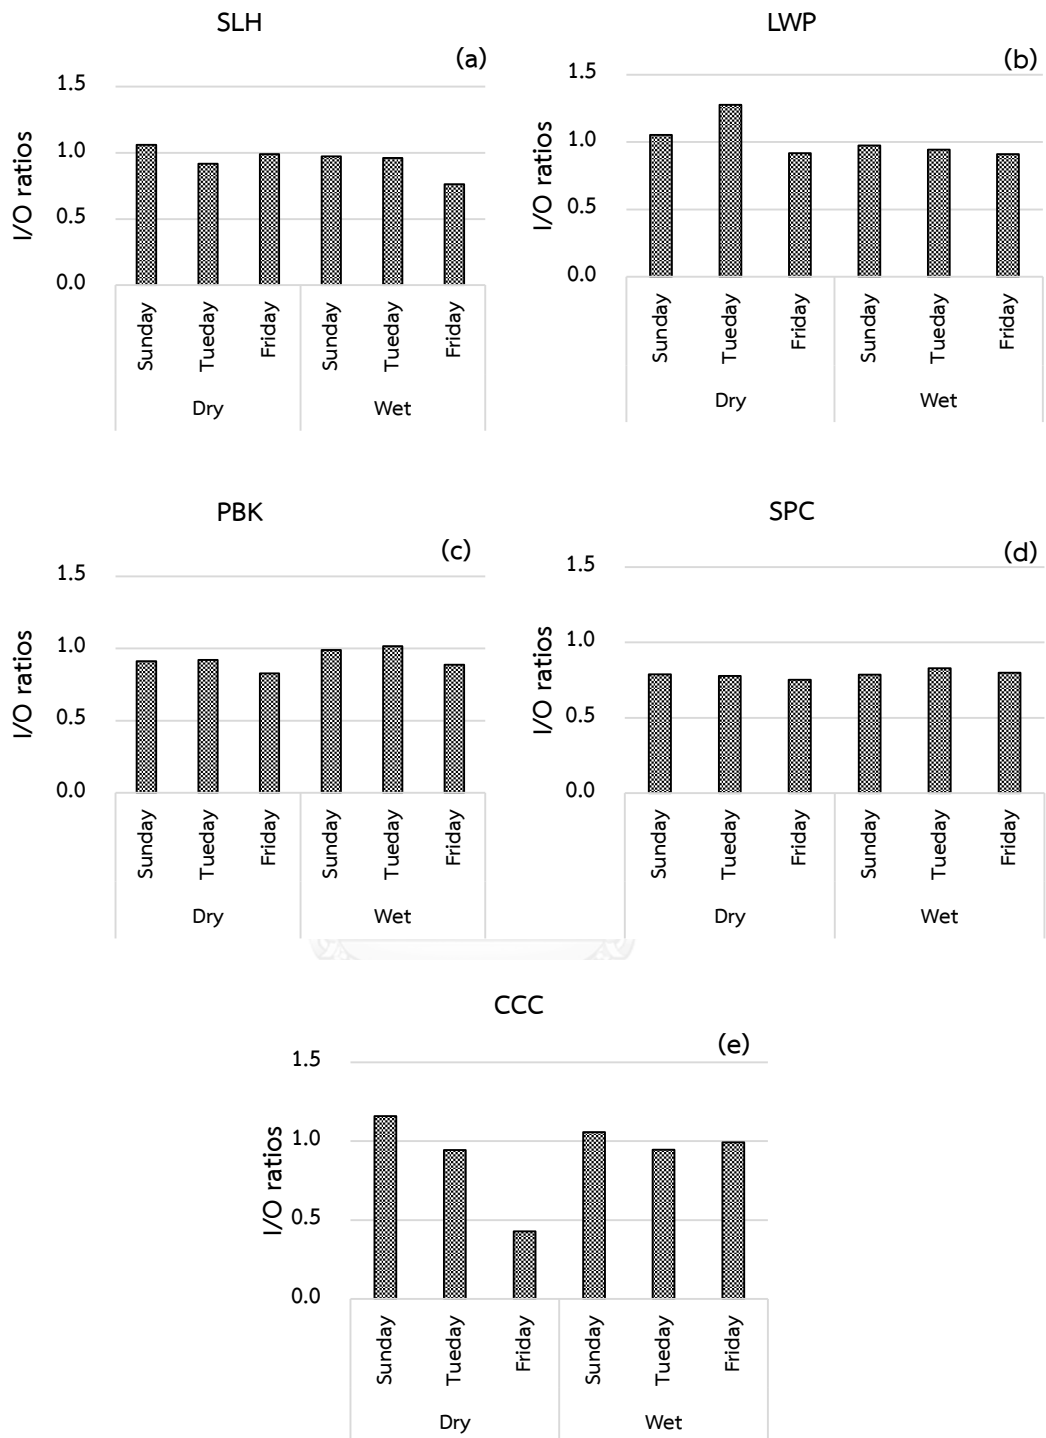 SLH
(a)
1.5
1.0
0.5
0.0
I/O ratios
Sunday
Tueday
Friday
Sunday
Tueday
Friday
Dry
Wet
LWP
(b)
1.5
1.0
0.5
0.0
I/O ratios
Sunday
Tueday
Friday
Sunday
Tueday
Friday
Dry
Wet
PBK
(c)
1.5
1.0
0.5
0.0
I/O ratios
Sunday
Tueday
Friday
Sunday
Tueday
Friday
Dry
Wet
SPC
(d)
1.5
1.0
0.5
0.0
I/O ratios
Sunday
Tueday
Friday
Sunday
Tueday
Friday
Dry
Wet
CCC
(e)
1.5
1.0
0.5
0.0
I/O ratios
Sunday
Tueday
Friday
Sunday
Tueday
Friday
Dry
Wet